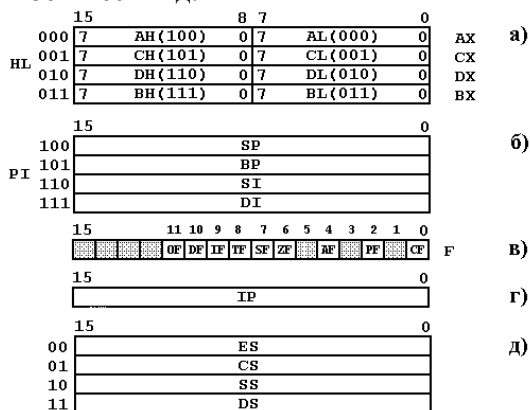 15 8 7 0
000 7 AH(100) 0 7 AL(000) 0 AX а)
HL 001 7 CH(101) 0 7 CL(001) 0 CX
010 7 DH(110) 0 7 DL(010) 0 DX
011 7 BH(111) 0 7 BL(011) 0 BX
15 0 б)
100 SP
PI 101 BP
110 SI
111 DI
15 11 10 9 8 7 6 5 4 3 2 1 0
OF DF IF TF SF ZF AF PF CF F в)
15 0
IP г)
15 0
00 ES д)
01 CS
10 SS
11 DS